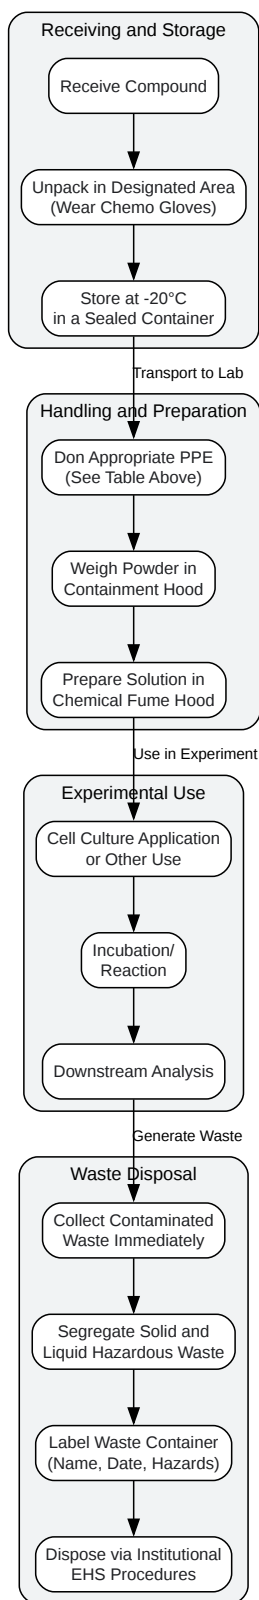 Receiving and Storage
Receive Compound
Unpack in Designated Area
(Wear Chemo Gloves)
Store at -20°C
in a Sealed Container
Transport to Lab
Handling and Preparation
Don Appropriate PPE
(See Table Above)
Weigh Powder in
Containment Hood
Prepare Solution in
Chemical Fume Hood
Use in Experiment
Experimental Use
Cell Culture Application
or Other Use
Incubation/
Reaction
Downstream Analysis
Generate Waste
Waste Disposal
Collect Contaminated
Waste Immediately
Segregate Solid and
Liquid Hazardous Waste
Label Waste Container
(Name, Date, Hazards)
Dispose via Institutional
EHS Procedures